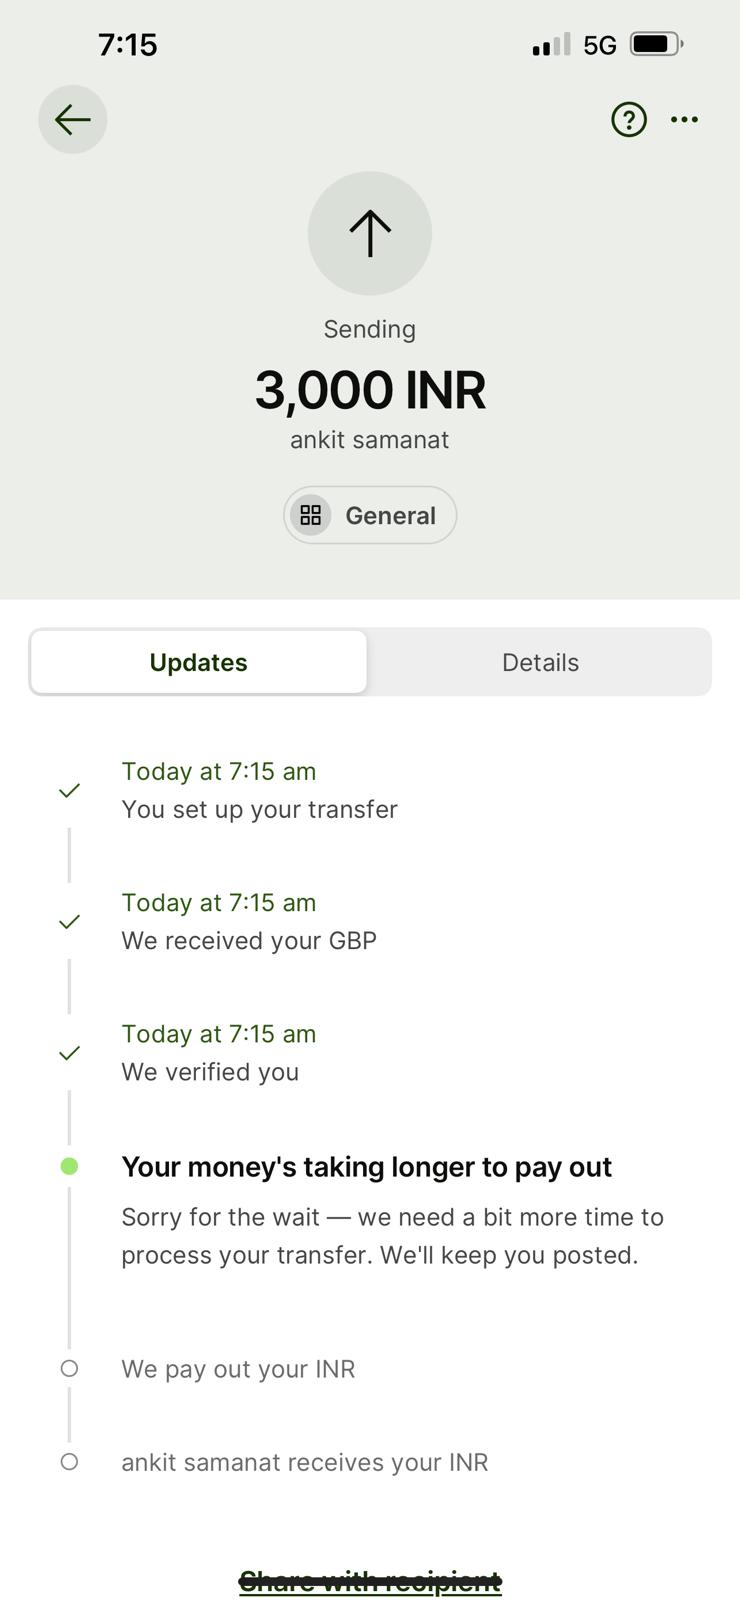 7:15
5G
Sending
3,000 INR
ankit samanat
General
Updates
Details
Today at 7:15 am
You set up your transfer
Today at 7:15 am
We received your GBP
Today at 7:15 am
We verified you
Your money's taking longer to pay out
Sorry for the wait — we need a bit more time to
process your transfer. We'll keep you posted.
We pay out your INR
ankit samanat receives your INR
Share with recipient